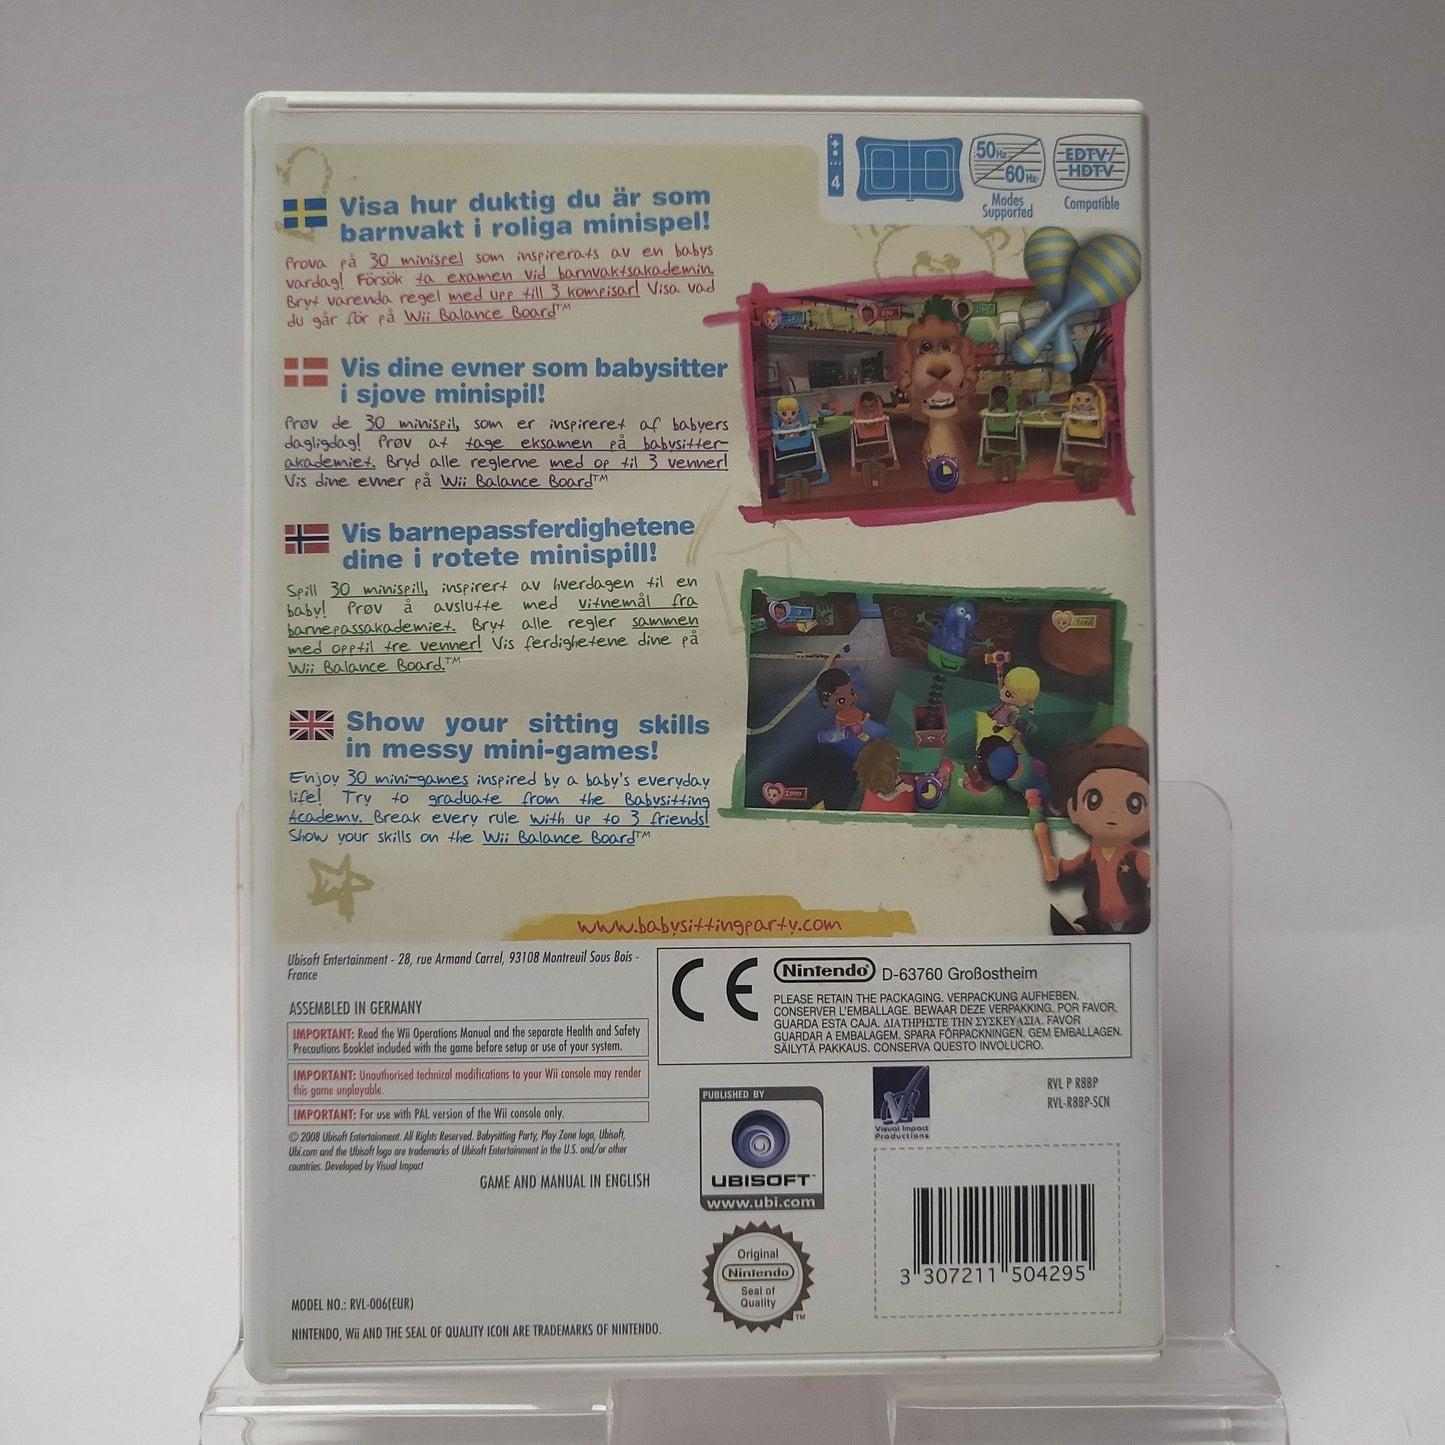 4
50Hz
60Hz
Modes
Supported
EDTV/
HDTV
Compatible
Visa hur duktig du är som
barnvakt i roliga minispel!
Prova på 30 minispel som inspirerats av en babys
vardag! Försök ta examen vid barnvaktsakademin.
Bryt varenda regel med upp till 3 kompisar! Visa vad
du går för på Wii Balance Board™
Vis dine evner som babysitter
i sjove minispil!
Prøv de 30 minispil, som er inspireret af babyers
dagligdag! Prøv at tage eksamen på babysitter-
akademiet. Bryd alle reglerne med op til 3 venner!
Vis dine evner på Wii Balance Board™
Vis barnepassferdighetene
dine i rotete minispill!
Spill 30 minispill, inspirert av hverdagen til en
baby! Prøv å avslutte med vitnemål fra
barnepassakademiet. Bryt alle regler sammen
med opptil tre venner! Vis ferdighetene dine på
Wii Balance Board.™
Show your sitting skills
in messy mini-games!
Enjoy 30 mini-games inspired by a baby's everyday
life! Try to graduate from the Babysitting
Academy. Break every rule with up to 3 friends!
Show your skills on the Wii Balance Board™
www.babysittingparty.com
Ubisoft Entertainment - 28, rue Armand Carrel, 93108 Montreuil Sous Bois -
France
ASSEMBLED IN GERMANY
IMPORTANT: Read the Wii Operations Manual and the separate Health and Safety
Precautions Booklet included with the game before setup or use of your system.
IMPORTANT: Unauthorised technical modifications to your Wii console may render
this game unplayable.
IMPORTANT: For use with PAL version of the Wii console only.
© 2008 Ubisoft Entertainment. All Rights Reserved. Babysitting Party, Play Zone logo, Ubisoft,
Ubi.com and the Ubisoft logo are trademarks of Ubisoft Entertainment in the U.S. and/or other
countries. Developed by Visual Impact
GAME AND MANUAL IN ENGLISH
MODEL NO.: RVL-006(EUR)
NINTENDO, Wii AND THE SEAL OF QUALITY ICON ARE TRADEMARKS OF NINTENDO.
CE
Nintendo® D-63760 Großostheim
PLEASE RETAIN THE PACKAGING. VERPACKUNG AUFHEBEN.
CONSERVER L'EMBALLAGE. BEWAAR DEZE VERPAKKING. POR FAVOR,
GUARDA ESTA CAJA. ΔΙΑΤΗΡΗΣΤΕ ΤΗΝ ΣΥΣΚΕΥΑΣΙΑ. FAVOR
GUARDAR A EMBALAGEM. SPARA FÖRPACKNINGEN. GEM EMBALLAGEN.
SÄILYTÄ PAKKAUS. CONSERVA QUESTO INVOLUCRO.
PUBLISHED BY
UBISOFT™
www.ubi.com
Vi
Visual Impact
Productions
RVL P R8BP
RVL-R8BP-SCN
Original
Nintendo
Seal of
Quality
TM
3 307211 504295